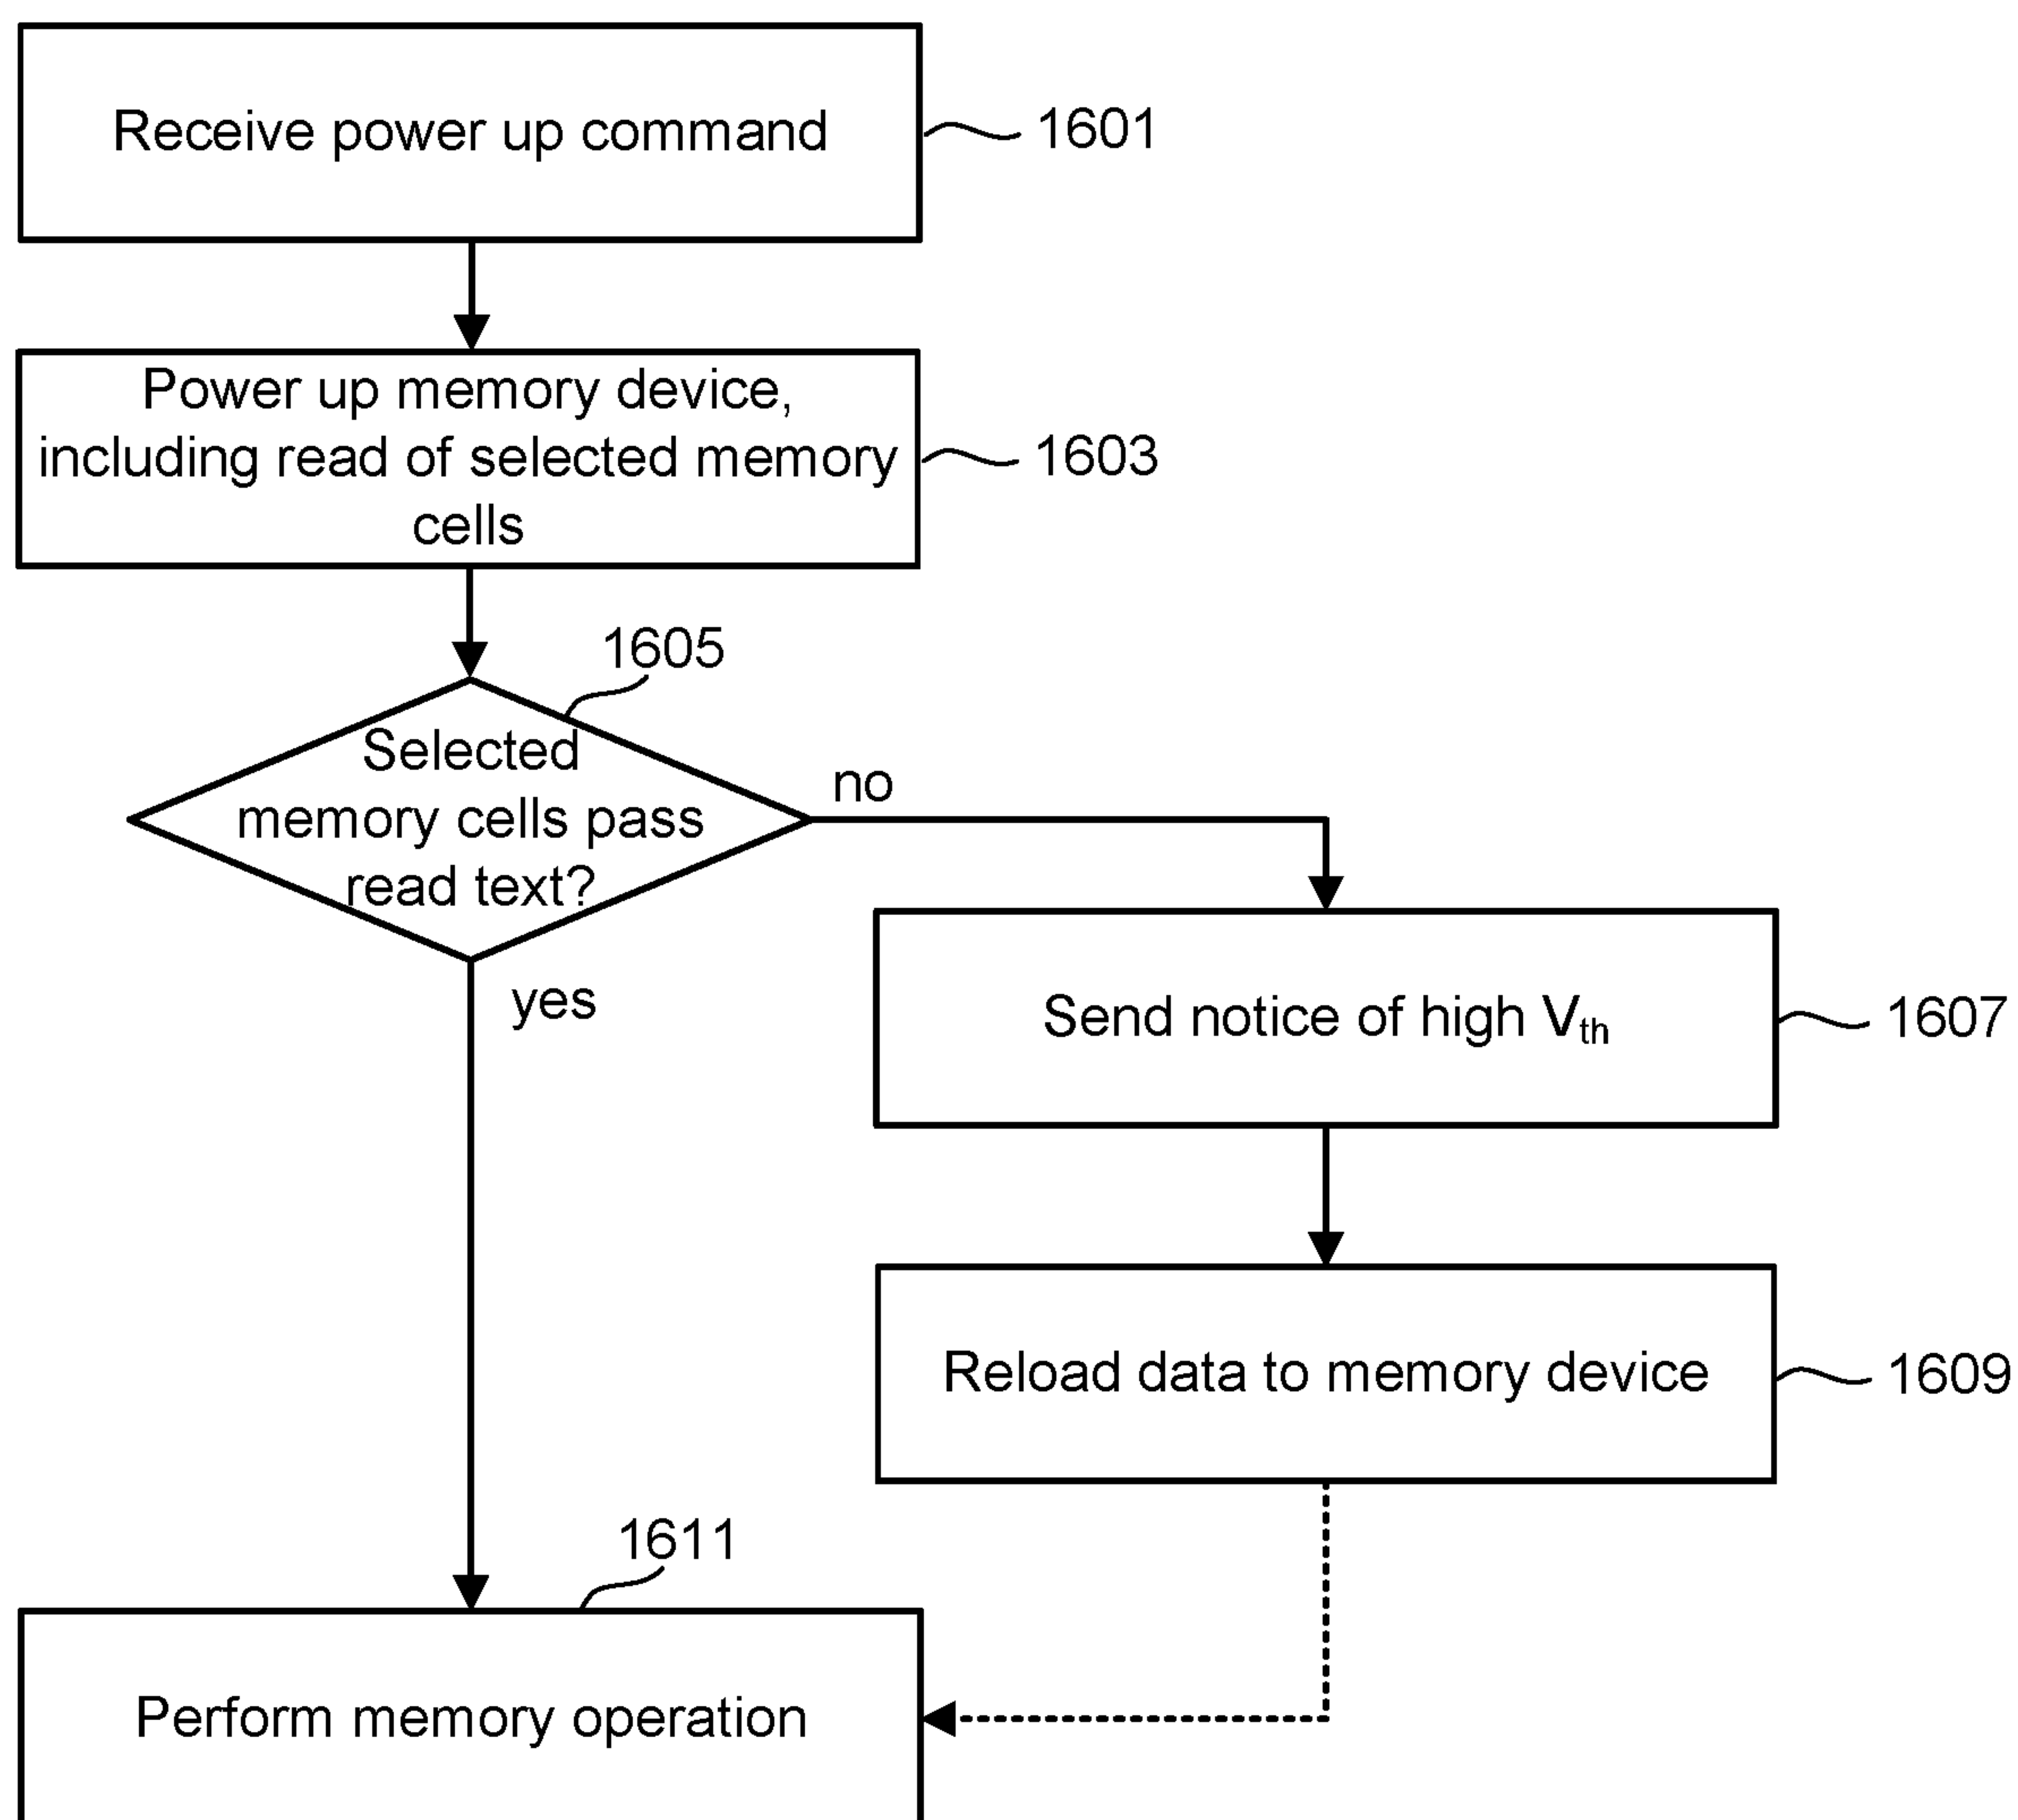 Receive power up command
1601
Power up memory device,
including read of selected memory
cells
1603
1605
Selected
memory cells pass
read text?
no
yes
Send notice of high Vth
1607
Reload data to memory device
1609
1611
Perform memory operation